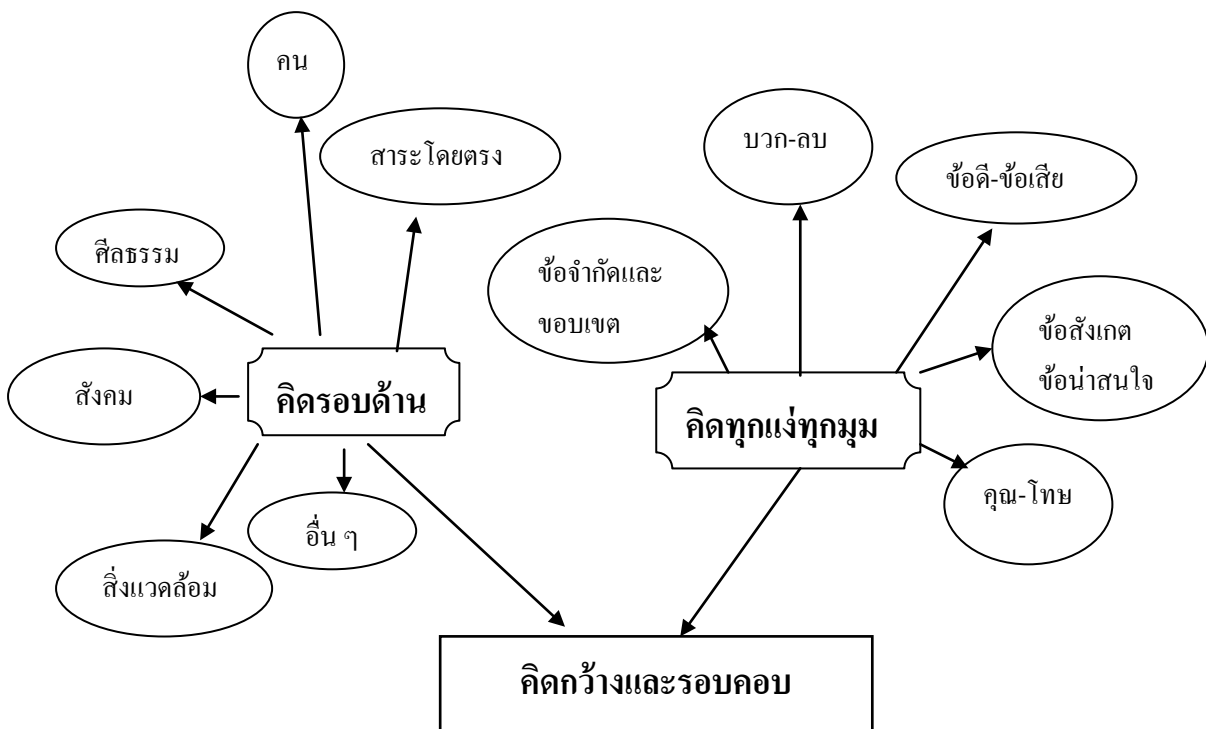 คน
สาระโดยตรง
ศีลธรรม
สังคม
คิดรอบด้าน
สิ่งแวดล้อม
อื่น ๆ
บวก-ลบ
ข้อดี-ข้อเสีย
ข้อจำกัดและ
ขอบเขต
ข้อสังเกต
ข้อน่าสนใจ
คิดทุกแง่ทุกมุม
คุณ-โทษ
คิดกว้างและรอบคอบ